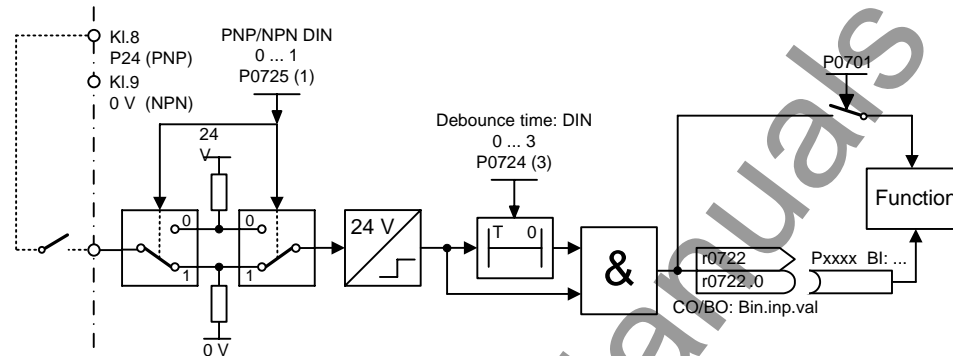 Kl.8
P24 (PNP)
Kl.9
0 V (NPN)
PNP/NPN DIN
0 ... 1
P0725 (1)
24
V
0
0
1
1
0 V
24 V
Debounce time: DIN
0 ... 3
P0724 (3)
T 0
&
P0701
Function
r0722
r0722.0
Pxxxx BI: ...
CO/BO: Bin.inp.val
anuals